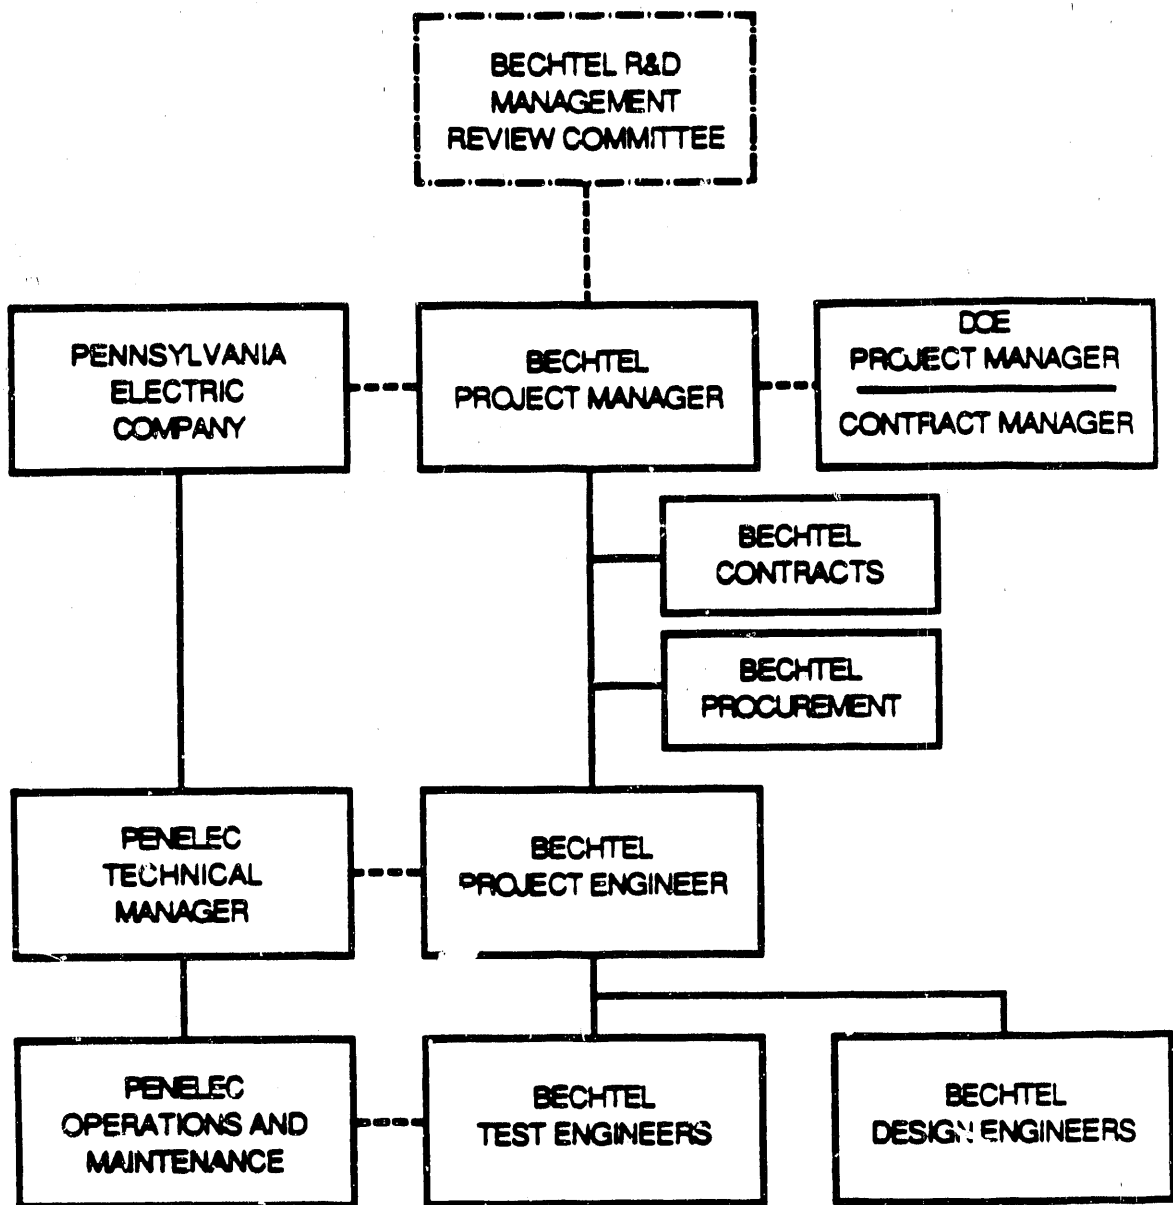 BECHTEL R&D
MANAGEMENT
REVIEW COMMITTEE
PENNSYLVANIA
ELECTRIC
COMPANY
BECHTEL
PROJECT MANAGER
DOE
PROJECT MANAGER
CONTRACT MANAGER
BECHTEL
CONTRACTS
BECHTEL
PROCUREMENT
PENELEC
TECHNICAL
MANAGER
BECHTEL
PROJECT ENGINEER
PENELEC
OPERATIONS AND
MAINTENANCE
BECHTEL
TEST ENGINEERS
BECHTEL
DESIGN ENGINEERS